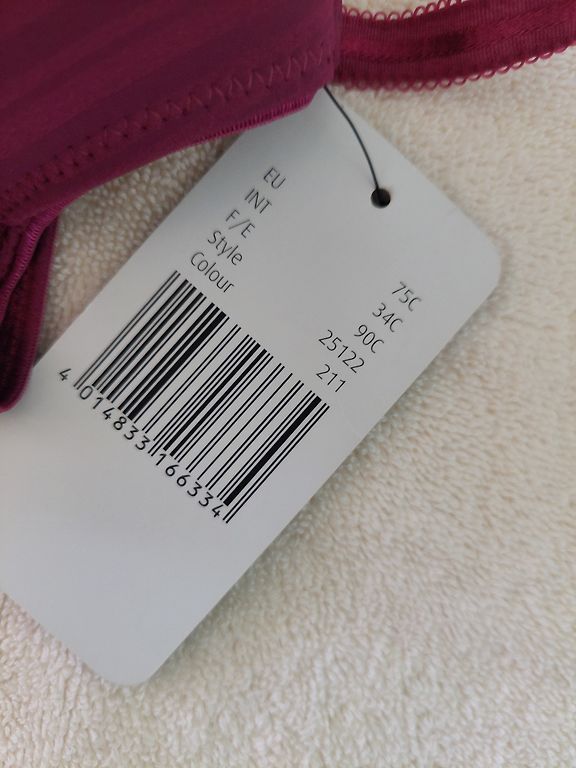 EU 75C
INT 34C
F/E 90C
Style 25122
Colour 211
4 014833 166334